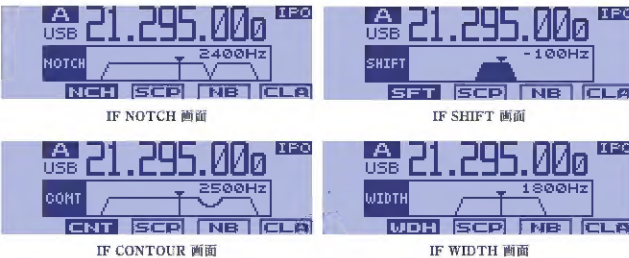 A 21.295.000 IPO
USB
NOTCH 2400Hz
NCH SCP NB CLA
IF NOTCH 画面
A 21.295.000 IPO
USB
SHIFT -100Hz
SFT SCP NB CLA
IF SHIFT 画面
A 21.295.000 IPO
USB
CONT 2500Hz
CNT SCP NB CLA
IF CONTOUR 画面
A 21.295.000 IPO
USB
WIDTH 1800Hz
WDH SCP NB CLA
IF WIDTH 画面